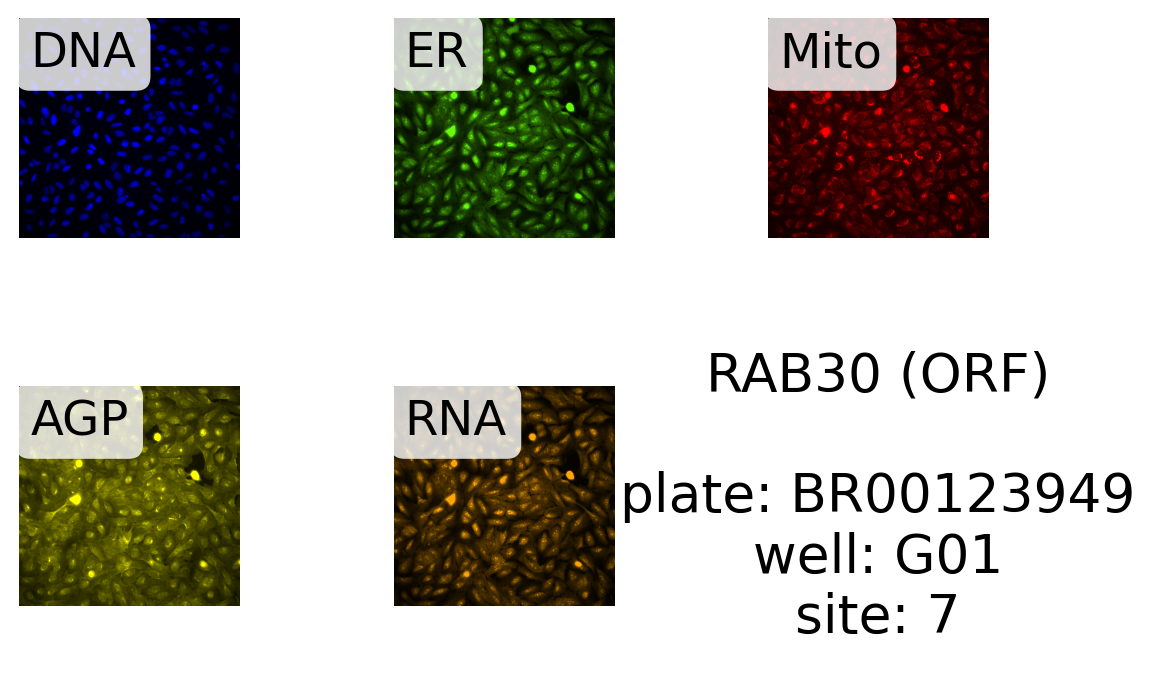 DNA
ER
Mito
AGP
RNA
RAB30 (ORF)
plate: BR00123949
well: G01
site: 7